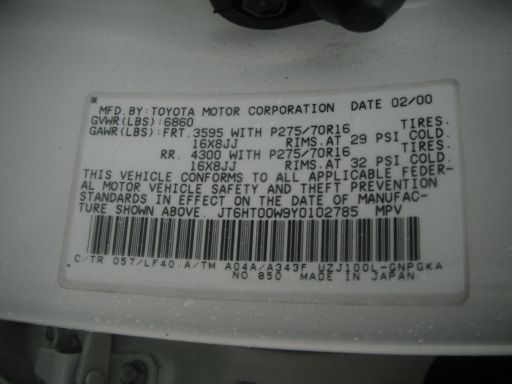 MFD. BY: TOYOTA MOTOR CORPORATION DATE 02/00
GVWR(LBS):6860
GAWR(LBS):FRT. 3595 WITH P275/70R16 TIRES.
16X8JJ RIMS.AT 29 PSI COLD.
RR. 4300 WITH P275/70R16 TIRES.
16X8JJ RIMS.AT 32 PSI COLD.
THIS VEHICLE CONFORMS TO ALL APPLICABLE FEDER-
AL MOTOR VEHICLE SAFETY AND THEFT PREVENTION
STANDARDS IN EFFECT ON THE DATE OF MANUFAC-
TURE SHOWN ABOVE. JT6HT00W9Y0102785 MPV
C/TR 057/LF40 A/TM A04A/A343F UZJ100L-GNPGKA
NO 850 MADE IN JAPAN